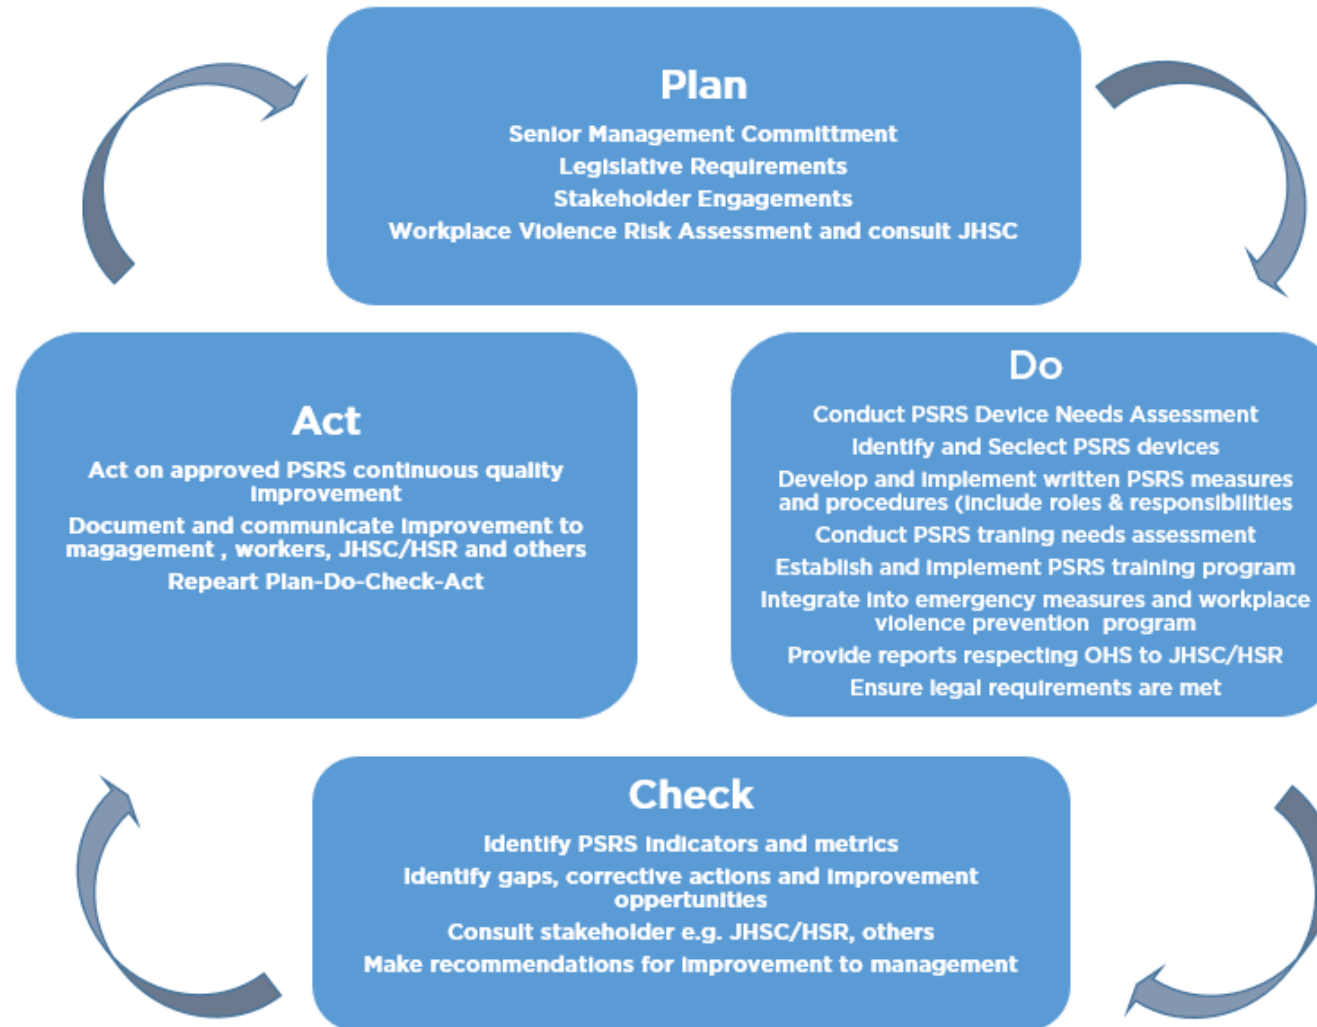 Plan
Senior Management Committment
Legislative Requirements
Stakeholder Engagements
Workplace Violence Risk Assessment and consult JHSC
Do
Conduct PSRS Device Needs Assessment
Identify and Seclect PSRS devices
Develop and implement written PSRS measures
and procedures (include roles & responsibilities
Conduct PSRS traning needs assessment
Establish and implement PSRS training program
Integrate into emergency measures and workplace
violence prevention program
Provide reports respecting OHS to JHSC/HSR
Ensure legal requirements are met
Check
Identify PSRS indicators and metrics
Identify gaps, corrective actions and improvement
oppertunities
Consult stakeholder e.g. JHSC/HSR, others
Make recommendations for improvement to management
Act
Act on approved PSRS continuous quality
improvement
Document and communicate improvement to
magagement , workers, JHSC/HSR and others
Repeart Plan-Do-Check-Act